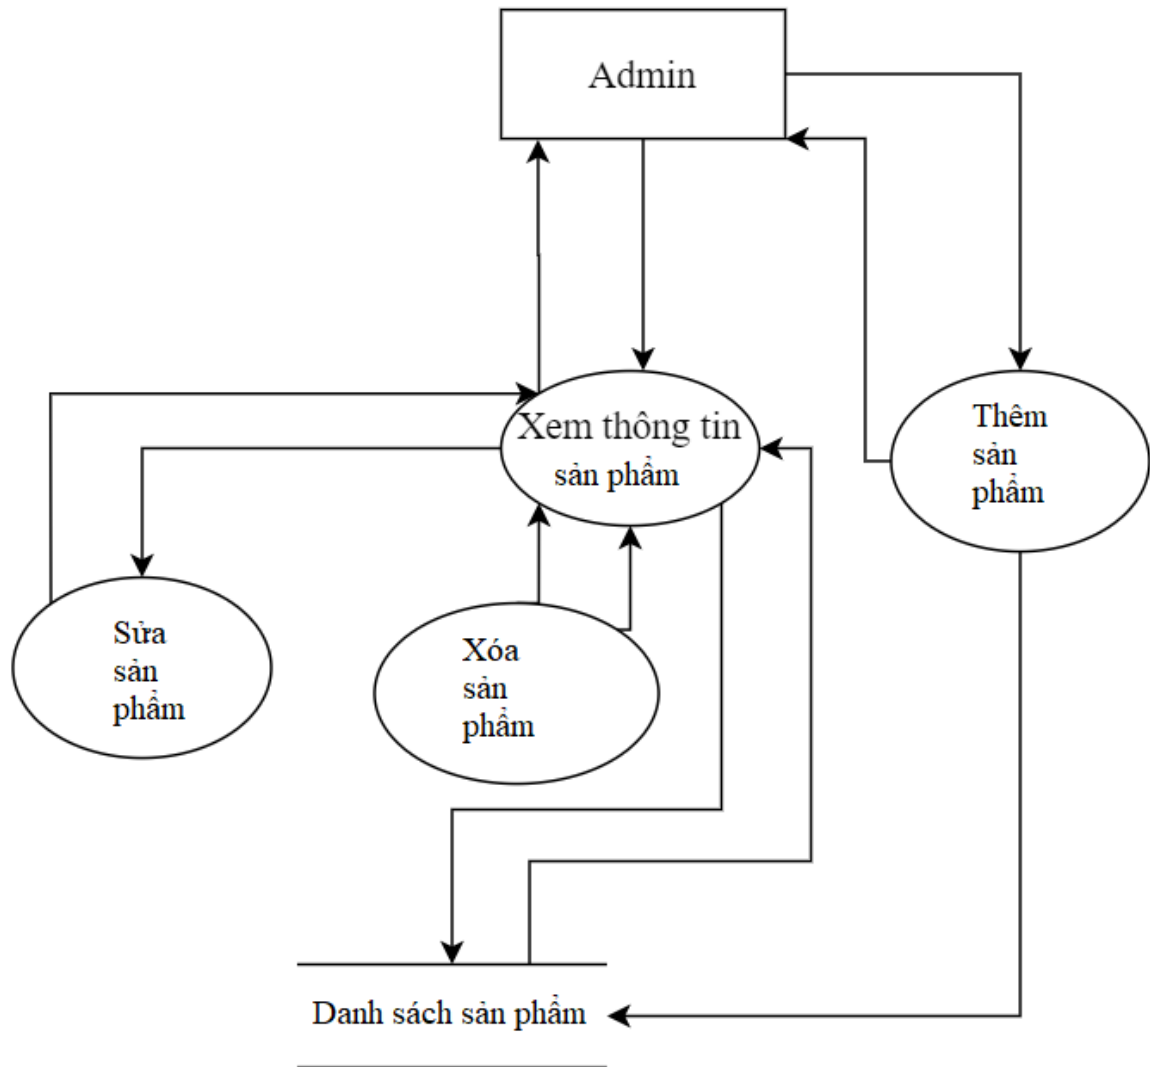 Admin
Xem thông tin
sản phẩm
Thêm
sản
phẩm
Sửa
sản
phẩm
Xóa
sản
phẩm
Danh sách sản phẩm